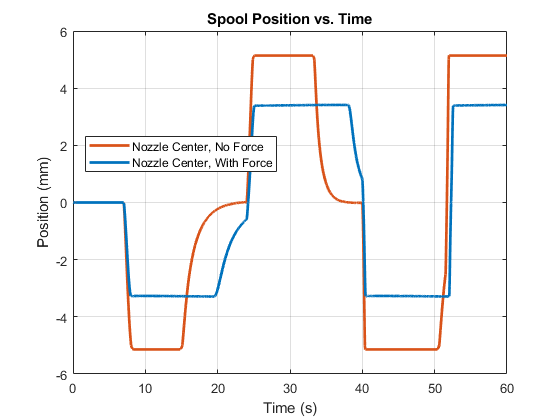 Spool Position vs. Time
6
4
2
0
-2
-4
-6
Position (mm)
Nozzle Center, No Force
Nozzle Center, With Force
0 10 20 30 40 50 60
Time (s)